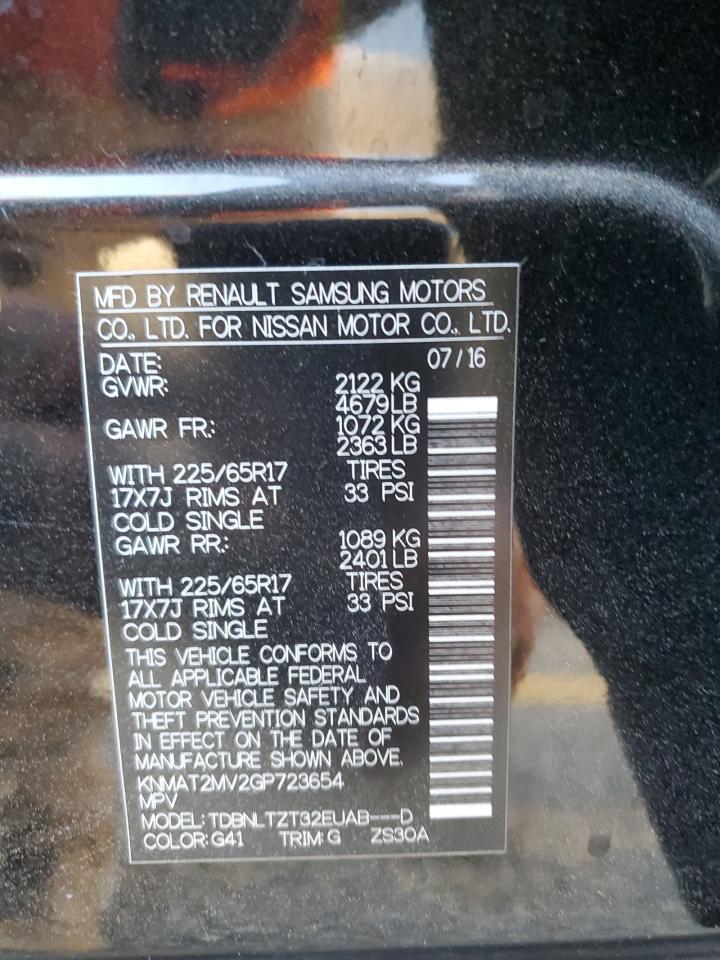 MFD BY RENAULT SAMSUNG MOTORS
CO., LTD. FOR NISSAN MOTOR CO., LTD.
DATE: 07/16
GVWR: 2122 KG
4679LB
GAWR FR.: 1072 KG
2363 LB
WITH 225/65R17 TIRES
17X7J RIMS AT 33 PSI
COLD SINGLE
GAWR RR.: 1089 KG
2401LB
WITH 225/65R17 TIRES
17X7J RIMS AT 33 PSI
COLD SINGLE
THIS VEHICLE CONFORMS TO
ALL APPLICABLE FEDERAL
MOTOR VEHICLE SAFETY AND
THEFT PREVENTION STANDARDS
IN EFFECT ON THE DATE OF
MANUFACTURE SHOWN ABOVE.
KNMAT2MV2GP723654
MPV
MODEL: TDBNLTZT32EUAB---D
COLOR: G41 TRIM: G ZS30A